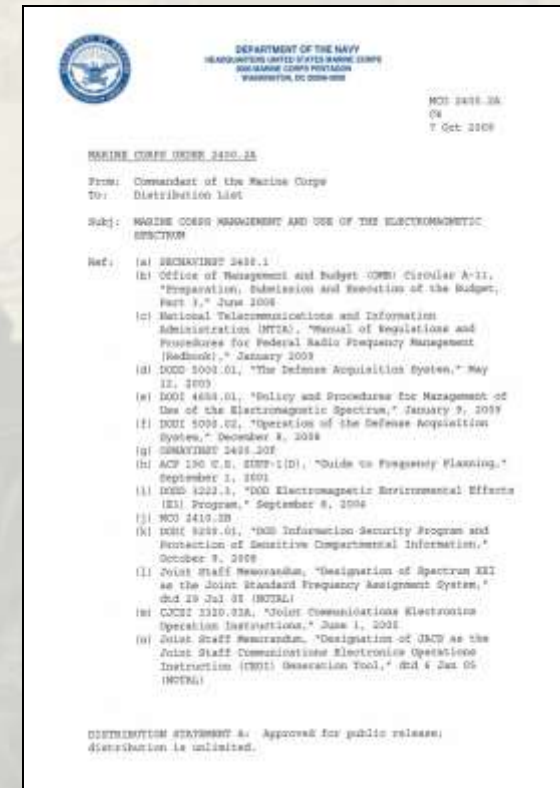 DEPARTMENT OF THE NAVY
HEADQUARTERS UNITED STATES MARINE CORPS
3000 MARINE CORPS PENTAGON
WASHINGTON, DC
MCO 2400.2A
C4
7 Oct 2009
MARINE CORPS ORDER 2400.2A
From: Commandant of the Marine Corps
To: Distribution List
Subj: MARINE CORPS MANAGEMENT AND USE OF THE ELECTROMAGNETIC
SPECTRUM
Ref: (a) SECNAVINST 2400.1
(b) Office of Management and Budget (OMB) Circular A-11,
"Preparation, Submission and Execution of the Budget,
Part 3," June 2008
(c) National Telecommunications and Information
Administration (NTIA), "Manual of Regulations and
Procedures for Federal Radio Frequency Management
(Redbook)," January 2009
(d) DODD 5000.01, "The Defense Acquisition System," May
12, 2003
(e) DODI 4650.01, "Policy and Procedures for Management of
Use of the Electromagnetic Spectrum," January 9, 2009
(f) DODI 5000.02, "Operation of the Defense Acquisition
System," December 8, 2008
(g) OPNAVINST 2400.20F
(h) ACP 190 U.S. SUPP-1(D), "Guide to Frequency Planning,"
September 1, 2001
(i) DODD 3222.3, "DOD Electromagnetic Environmental Effects
(E3) Program," September 8, 2004
(j) MCO 2410.2B
(k) DODI 5200.01, "DOD Information Security Program and
Protection of Sensitive Compartmental Information,"
October 9, 2008
(l) Joint Staff Memorandum, "Designation of Spectrum XXI
as the Joint Standard Frequency Assignment System,"
dtd 29 Jul 05 (NOTAL)
(m) CJCSI 3320.03A, "Joint Communications Electronics
Operation Instructions," June 1, 2005
(n) Joint Staff Memorandum, "Designation of JACS as the
Joint Staff Communications Electronics Operations
Instruction (CEOI) Generation Tool," dtd 6 Jan 05
(NOTAL)
DISTRIBUTION STATEMENT A: Approved for public release;
distribution is unlimited.